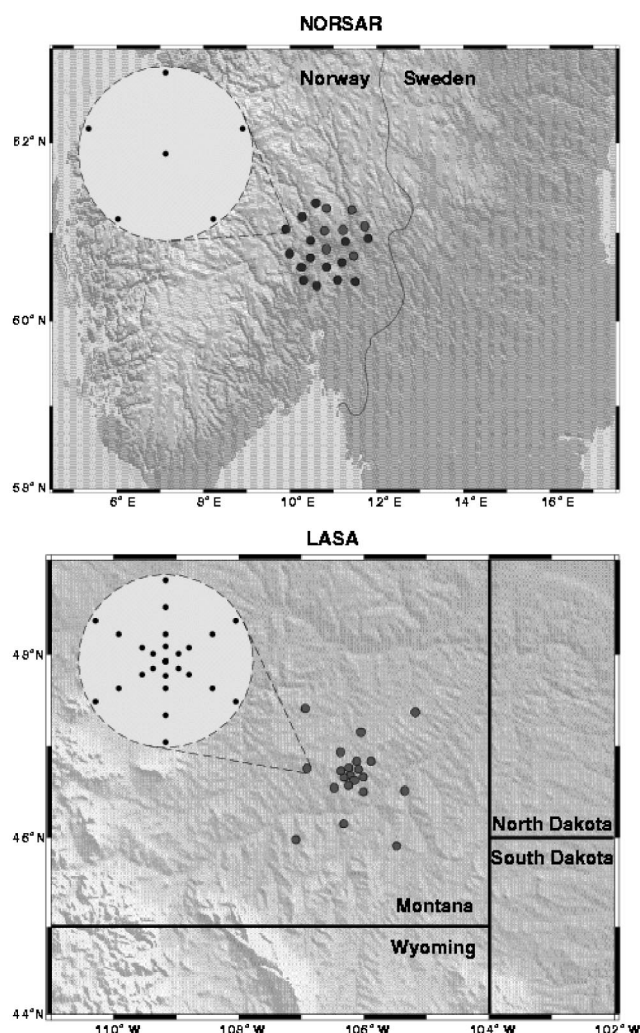 NORSAR
Norway Sweden
62° N
60° N
58° N
6° E 8° E 10° E 12° E 14° E 16° E
LASA
48° N
46° N
North Dakota
South Dakota
Montana
Wyoming
44° N
110° W 108° W 106° W 104° W 102° W